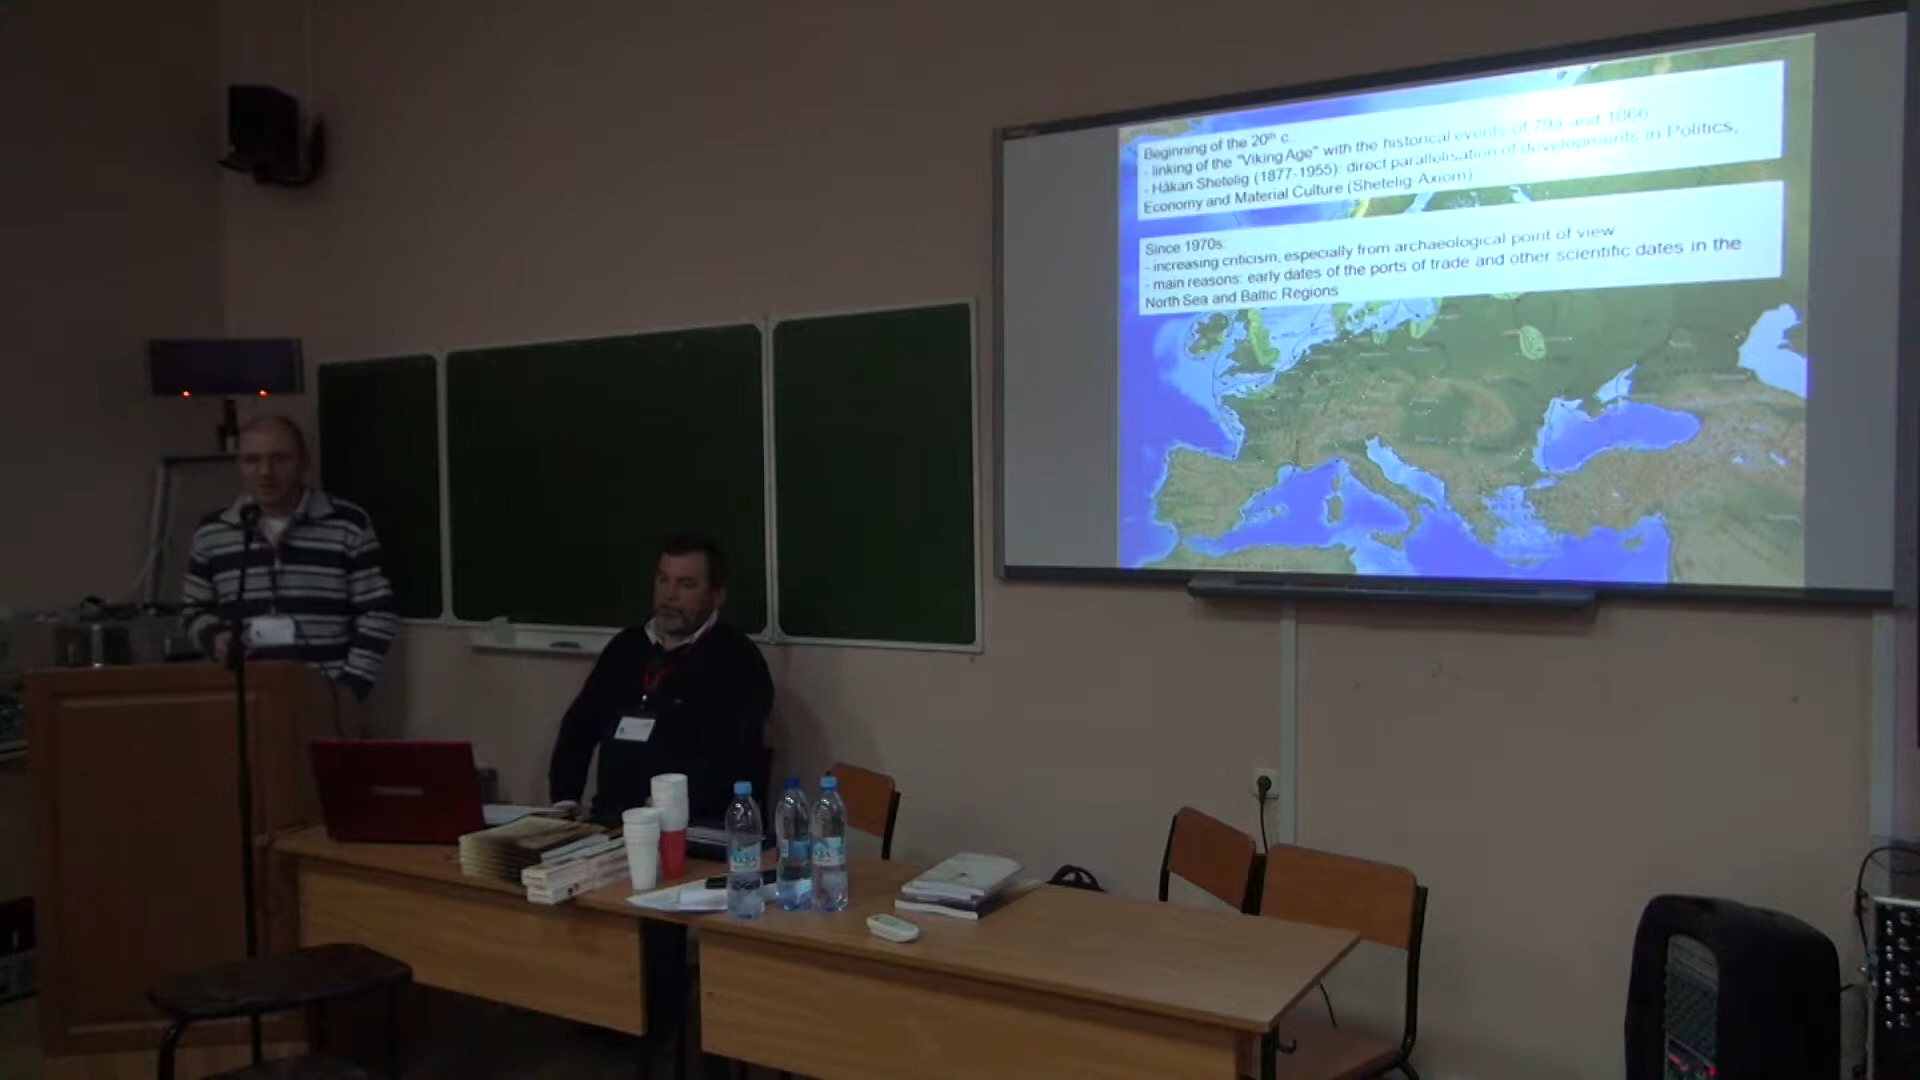 Beginning of the 20th c.:
- linking of the "Viking Age" with the historical events of 793 and 1066
- Håkan Shetelig (1877-1955): direct parallelisation of developments in Politics,
Economy and Material Culture (Shetelig-Axiom)
Since 1970s:
- increasing criticism, especially from archaeological point of view
- main reasons: early dates of the ports of trade and other scientific dates in the
North Sea and Baltic Regions